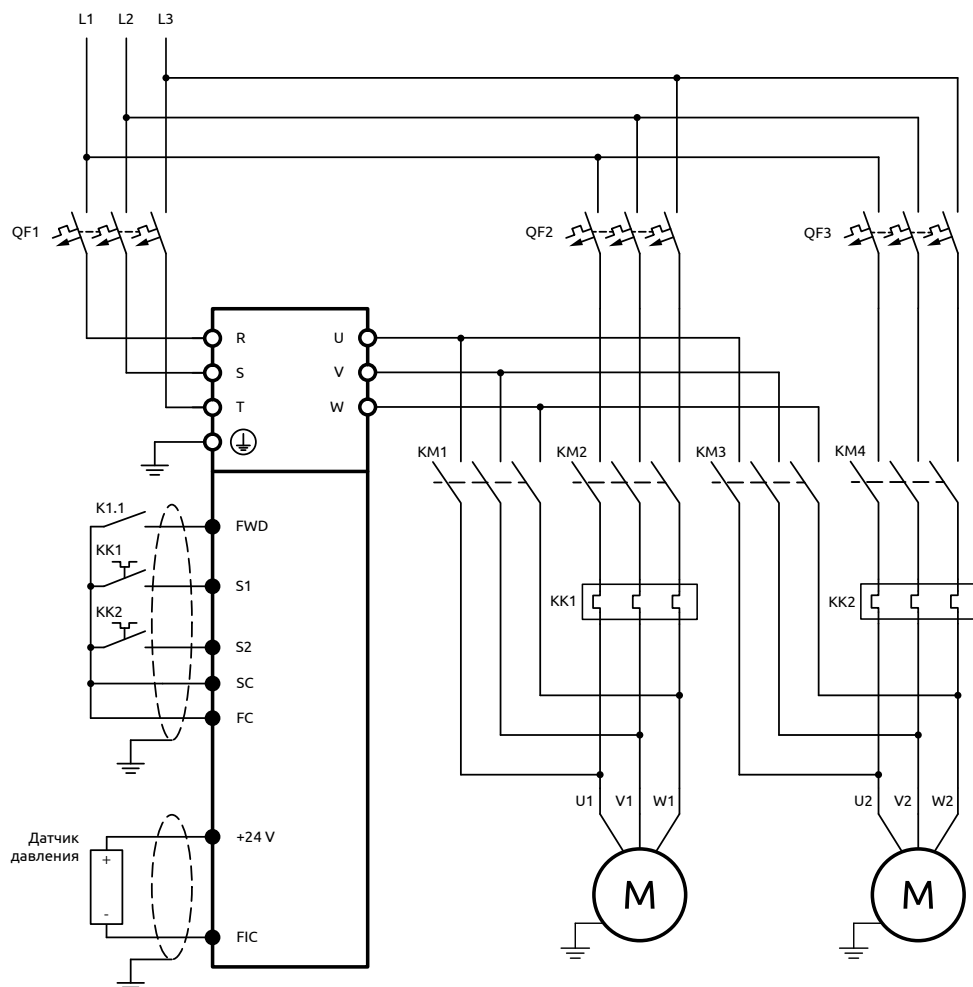 L1 L2 L3
QF1 QF2 QF3
R U
S V
T W
KM1 KM2 KM3 KM4
K1.1 FWD
KK1 S1
KK1 KK2
KK2 S2
SC
FC
U1 V1 W1 U2 V2 W2
Датчик
давления
+24 V
+
M M
-
FIC